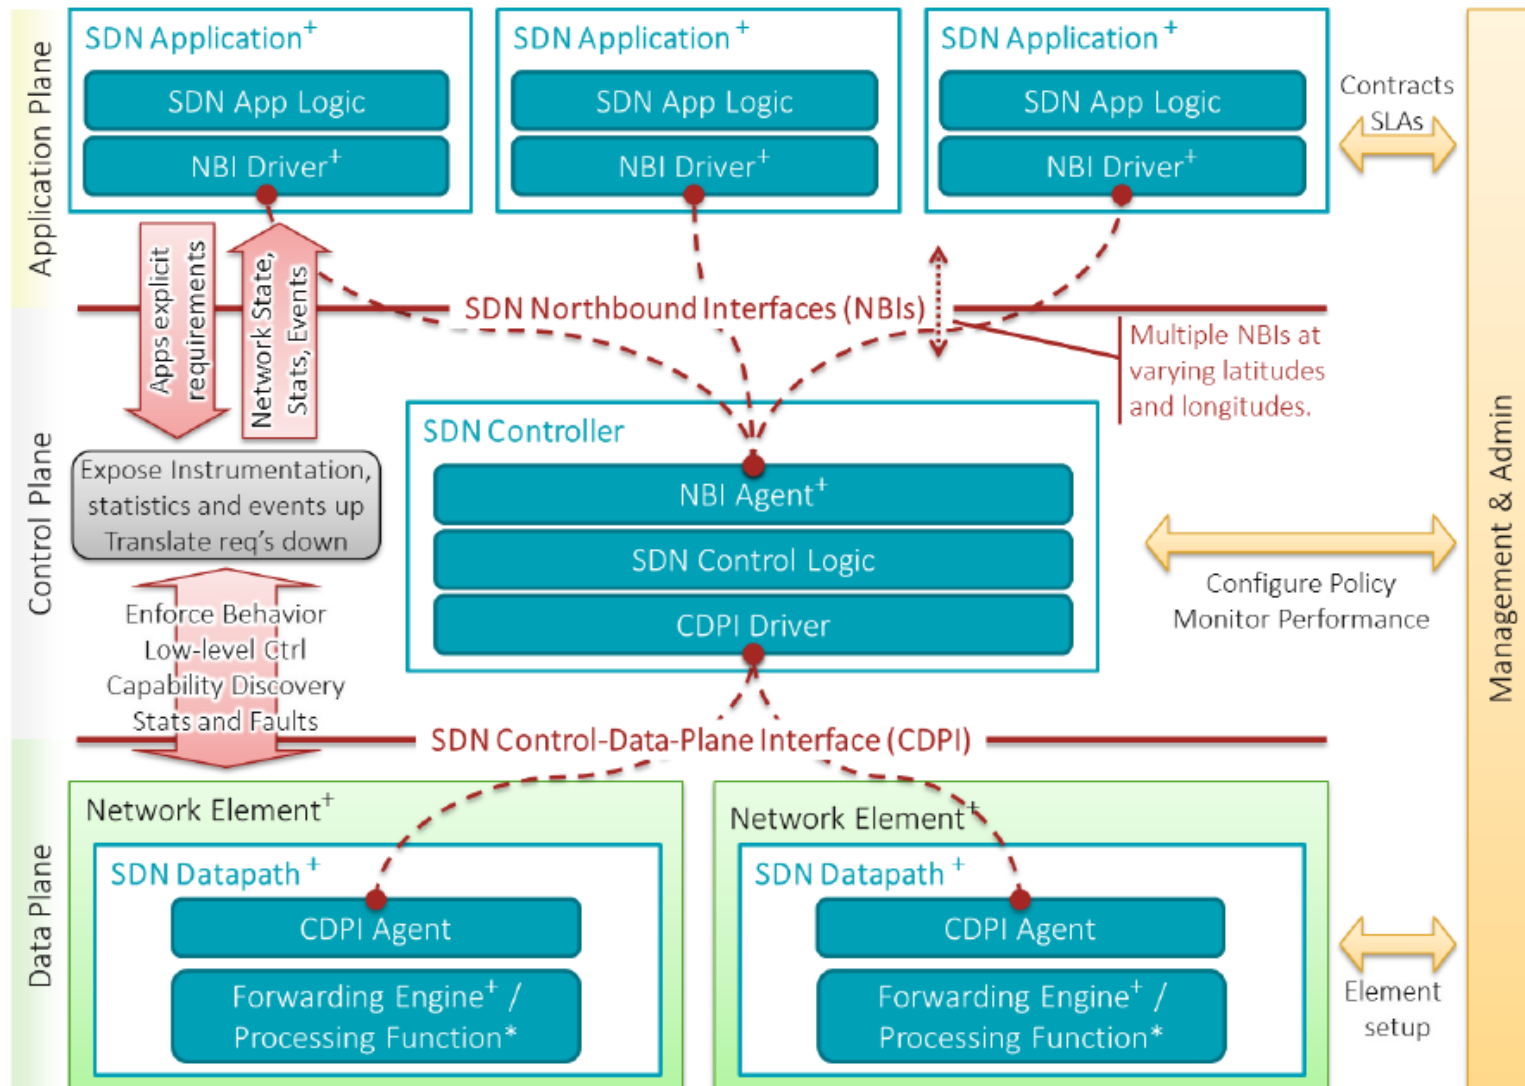 Application Plane
SDN Application+
SDN App Logic
NBI Driver+
SDN Application+
SDN App Logic
NBI Driver+
SDN Application+
SDN App Logic
NBI Driver+
Contracts
SLAs
Apps explicit
requirements
Network State,
Stats, Events
SDN Northbound Interfaces (NBIs)
Multiple NBIs at
varying latitudes
and longitudes.
Control Plane
Expose Instrumentation,
statistics and events up
Translate req's down
SDN Controller
NBI Agent+
SDN Control Logic
CDPI Driver
Configure Policy
Monitor Performance
Management & Admin
Enforce Behavior
Low-level Ctrl
Capability Discovery
Stats and Faults
SDN Control-Data-Plane Interface (CDPI)
Data Plane
Network Element+
SDN Datapath+
CDPI Agent
Forwarding Engine+ /
Processing Function*
Network Element+
SDN Datapath+
CDPI Agent
Forwarding Engine+ /
Processing Function*
Element
setup